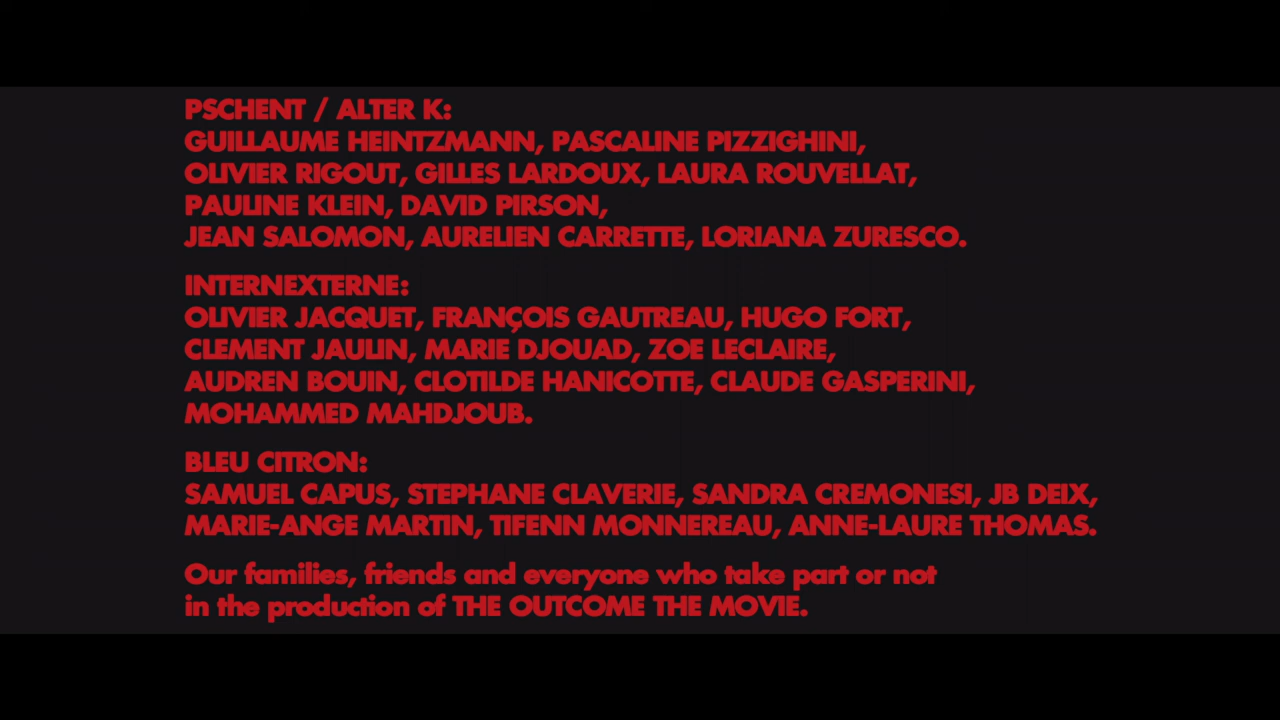 PSCHENT / ALTER K:
GUILLAUME HEINTZMANN, PASCALINE PIZZIGHINI,
OLIVIER RIGOUT, GILLES LARDOUX, LAURA ROUVELLAT,
PAULINE KLEIN, DAVID PIRSON,
JEAN SALOMON, AURELIEN CARRETTE, LORIANA ZURESCO.
INTERNEXTERNE:
OLIVIER JACQUET, FRANÇOIS GAUTREAU, HUGO FORT,
CLEMENT JAULIN, MARIE DJOUAD, ZOE LECLAIRE,
AUDREN BOUIN, CLOTILDE HANICOTTE, CLAUDE GASPERINI,
MOHAMMED MAHDJOUB.
BLEU CITRON:
SAMUEL CAPUS, STEPHANE CLAVERIE, SANDRA CREMONESI, JB DEIX,
MARIE-ANGE MARTIN, TIFENN MONNEREAU, ANNE-LAURE THOMAS.
Our families, friends and everyone who take part or not
in the production of THE OUTCOME THE MOVIE.